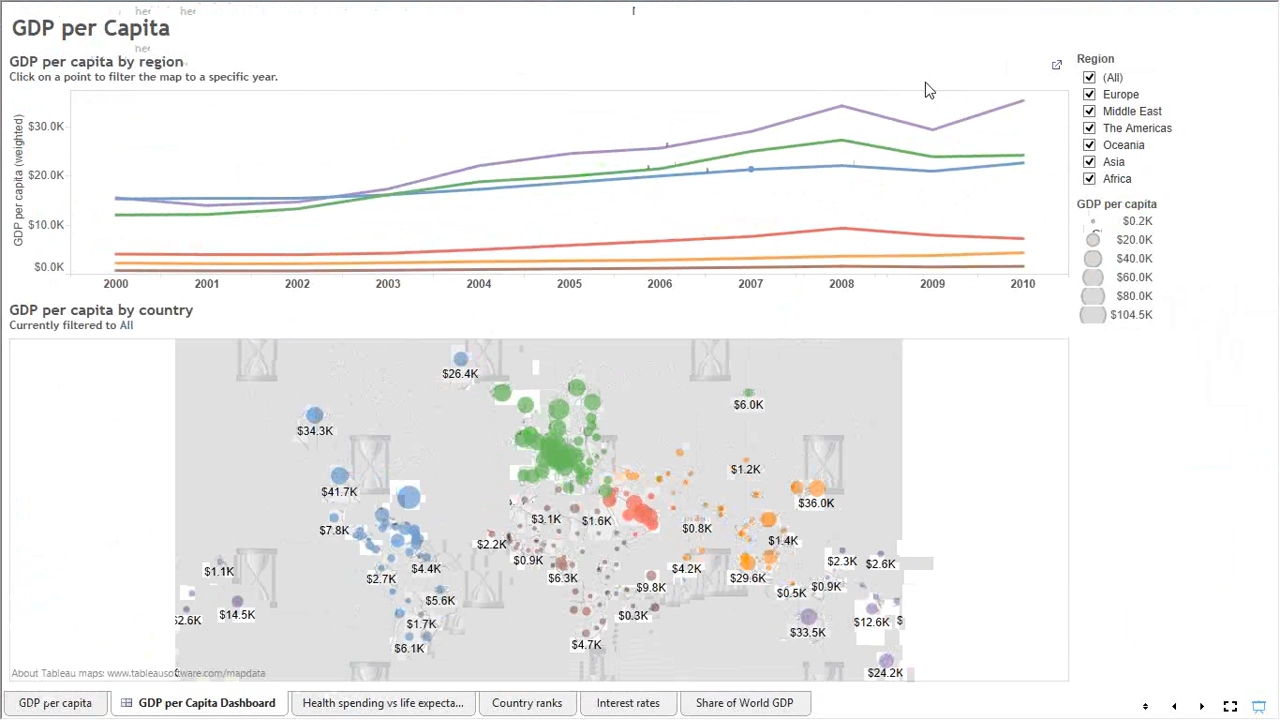 GDP per Capita
GDP per capita by region
Click on a point to filter the map to a specific year.
GDP per capita (weighted)
$30.0K
$20.0K
$10.0K
$0.0K
2000 2001 2002 2003 2004 2005 2006 2007 2008 2009 2010
Region
(All)
Europe
Middle East
The Americas
Oceania
Asia
Africa
GDP per capita
$0.2K
$20.0K
$40.0K
$60.0K
$80.0K
$104.5K
GDP per capita by country
Currently filtered to All
$26.4K
$6.0K
$34.3K
$1.2K
$41.7K
$36.0K
$7.8K
$3.1K $1.6K
$0.8K
$2.2K
$1.4K
$0.9K
$2.3K $2.6K
$1.1K
$2.7K
$4.4K
$6.3K
$4.2K
$29.6K
$9.8K
$0.5K
$0.9K
$5.6K
$14.5K
$2.6K
$1.7K
$0.3K
$12.6K
$33.5K
$6.1K
$4.7K
$24.2K
About Tableau maps: www.tableausoftware.com/mapdata
GDP per capita
GDP per Capita Dashboard
Health spending vs life expecta...
Country ranks
Interest rates
Share of World GDP